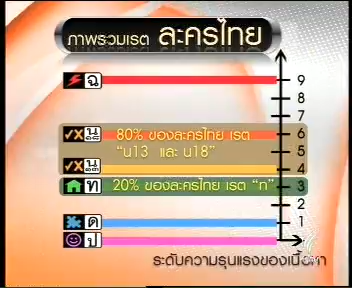 ภาพรวมเรต ละครไทย
ฉ
9
8
7
น ๑๘
80% ของละครไทย เรต
6
"น13 และ น18"
5
น ๑๓
4
ท
20% ของละครไทย เรต "ท"
3
2
ด
1
ป
ระดับความรุนแรงของเนื้อหา